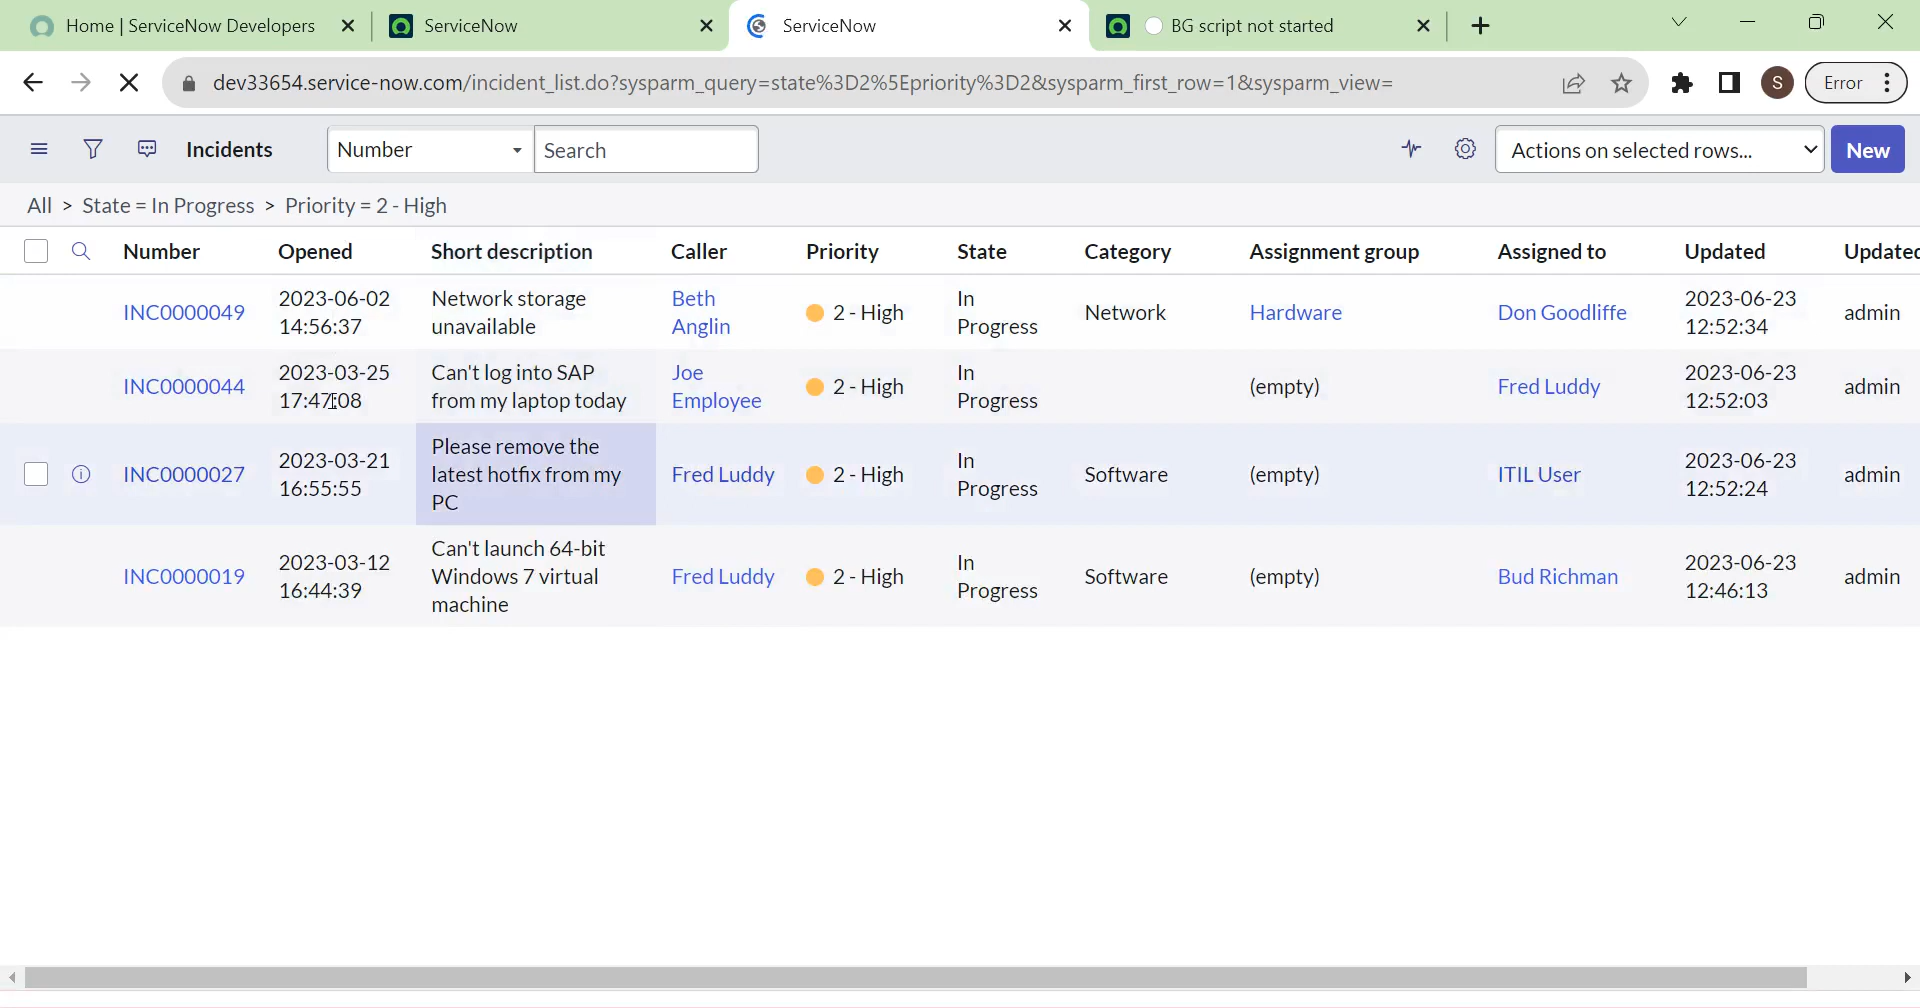 Home | ServiceNow Developers
ServiceNow
ServiceNow
BG script not started
dev33654.service-now.com/incident_list.do?sysparm_query=state%3D2%5Epriority%3D2&sysparm_first_row=1&sysparm_view=
S
Error
Incidents
Number
Search
Actions on selected rows...
New
All > State = In Progress > Priority = 2 - High
Number Opened Short description Caller Priority State Category Assignment group Assigned to Updated Updated
INC0000049 2023-06-02 14:56:37 Network storage unavailable Beth Anglin 2 - High In Progress Network Hardware Don Goodliffe 2023-06-23 12:52:34 admin
INC0000044 2023-03-25 17:47:08 Can't log into SAP from my laptop today Joe Employee 2 - High In Progress (empty) Fred Luddy 2023-06-23 12:52:03 admin
INC0000027 2023-03-21 16:55:55 Please remove the latest hotfix from my PC Fred Luddy 2 - High In Progress Software (empty) ITIL User 2023-06-23 12:52:24 admin
INC0000019 2023-03-12 16:44:39 Can't launch 64-bit Windows 7 virtual machine Fred Luddy 2 - High In Progress Software (empty) Bud Richman 2023-06-23 12:46:13 admin